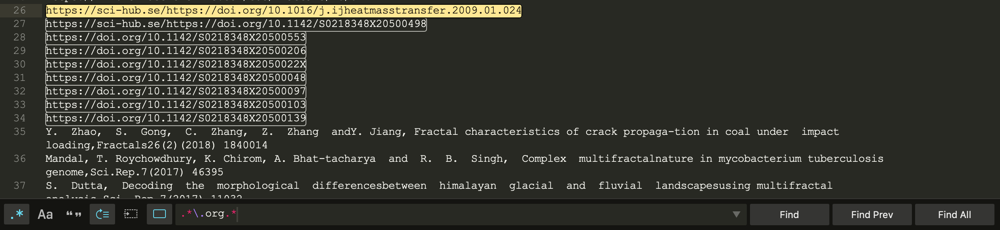 26 https://sci-hub.se/https://doi.org/10.1016/j.ijheatmasstransfer.2009.01.024
27 https://sci-hub.se/https://doi.org/10.1142/S0218348X20500498
28 https://doi.org/10.1142/S0218348X20500553
29 https://doi.org/10.1142/S0218348X20500206
30 https://doi.org/10.1142/S0218348X2050022X
31 https://doi.org/10.1142/S0218348X20500048
32 https://doi.org/10.1142/S0218348X20500097
33 https://doi.org/10.1142/S0218348X20500103
34 https://doi.org/10.1142/S0218348X20500139
35 Y.  Zhao,  S.  Gong,  C.  Zhang,  Z.  Zhang  andY. Jiang, Fractal characteristics of crack propaga-tion in coal under  impact
loading,Fractals26(2)(2018) 1840014
36 Mandal, T. Roychowdhury, K. Chirom, A. Bhat-tacharya  and  R.  B.  Singh,  Complex  multifractalnature in mycobacterium tuberculosis
genome,Sci.Rep.7(2017) 46395
37 S.  Dutta,  Decoding  the  morphological  differencesbetween  himalayan  glacial  and  fluvial  landscapesusing multifractal
analysis Sci. Rep 7(2017) 11032
.* Aa “” .*\.org.* Find Find Prev Find All